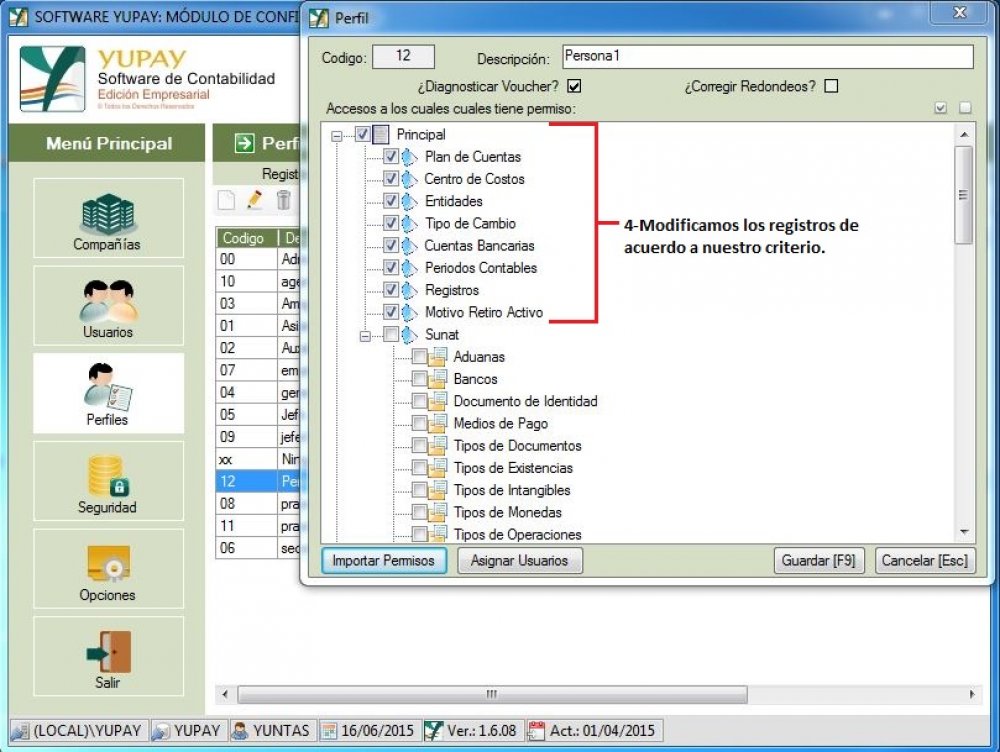 SOFTWARE YUPAY: MÓDULO DE CONFI
Perfil
YUPAY
Software de Contabilidad
Edición Empresarial
© Todos los Derechos Reservados
Codigo: 12 Descripción: Persona1
¿Diagnosticar Voucher? ¿Corregir Redondeos?
Accesos a los cuales cuales tiene permiso:
Menú Principal
Compañías
Usuarios
Perfiles
Seguridad
Opciones
Salir
Perfi
Regist
Codigo De
00 Adr
10 age
03 Am
01 Asi
02 Aux
07 em
04 ger
05 Jef
09 jefe
xx Nin
12 Per
08 pra
11 pra
06 sec
Principal
Plan de Cuentas
Centro de Costos
Entidades
Tipo de Cambio
Cuentas Bancarias
Periodos Contables
Registros
Motivo Retiro Activo
Sunat
Aduanas
Bancos
Documento de Identidad
Medios de Pago
Tipos de Documentos
Tipos de Existencias
Tipos de Intangibles
Tipos de Monedas
Tipos de Operaciones
4-Modificamos los registros de
acuerdo a nuestro criterio.
Importar Permisos Asignar Usuarios Guardar [F9] Cancelar [Esc]
(LOCAL)\YUPAY YUPAY YUNTAS 16/06/2015 Ver.: 1.6.08 Act.: 01/04/2015